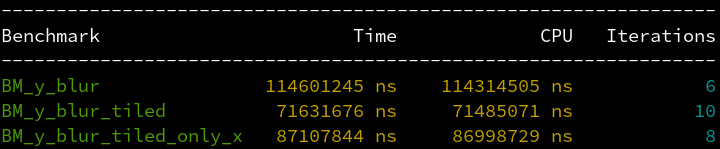 Benchmark Time CPU Iterations
BM_y_blur 114601245 ns 114314505 ns 6
BM_y_blur_tiled 71631676 ns 71485071 ns 10
BM_y_blur_tiled_only_x 87107844 ns 86998729 ns 8